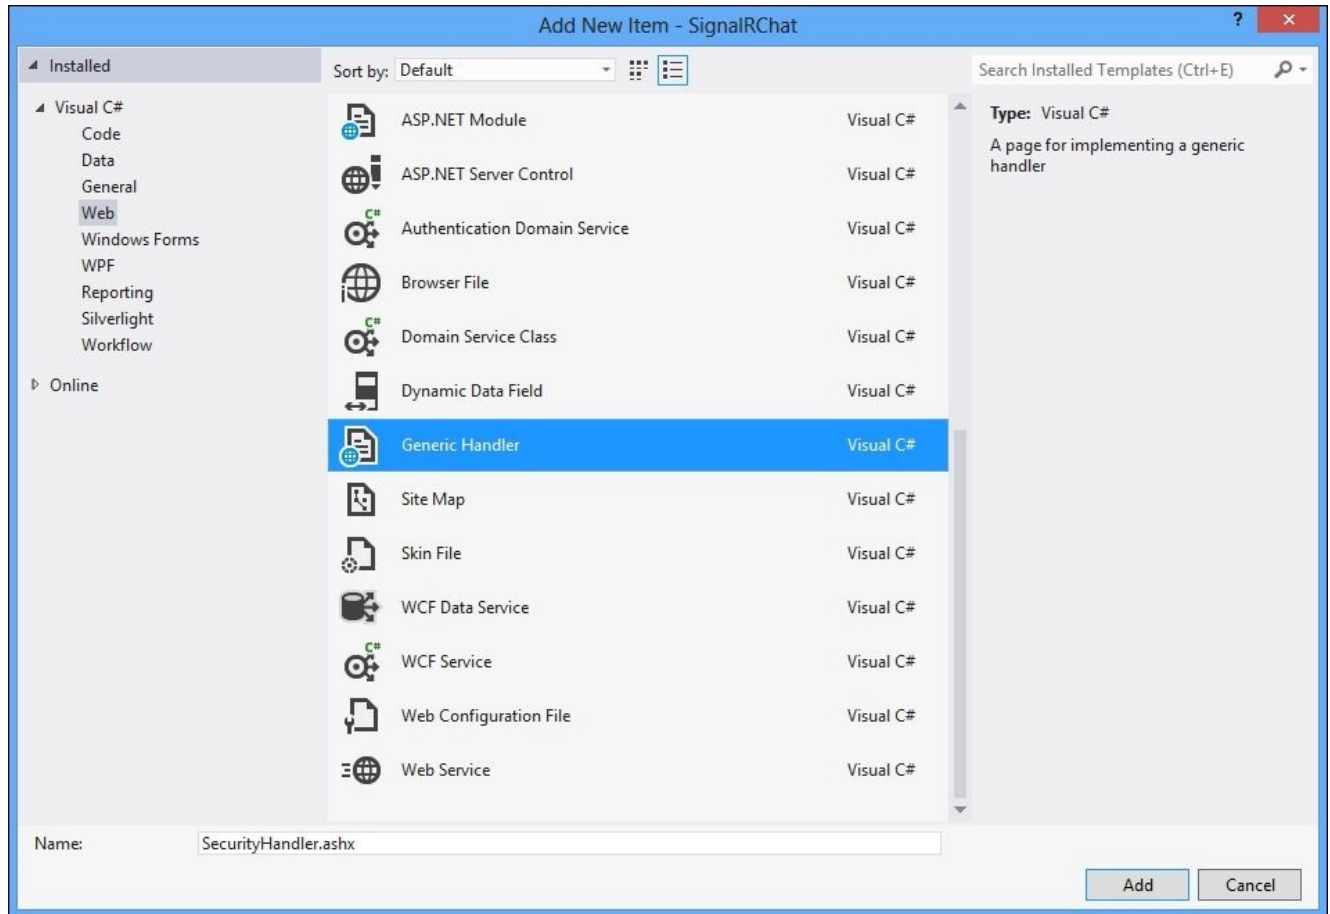 Add New Item - SignalRChat
?
Installed
Sort by: Default
Search Installed Templates (Ctrl+E)
Visual C#
Code
Data
General
Web
Windows Forms
WPF
Reporting
Silverlight
Workflow
Online
ASP.NET Module Visual C#
ASP.NET Server Control Visual C#
C#
Authentication Domain Service Visual C#
Browser File Visual C#
C#
Domain Service Class Visual C#
Dynamic Data Field Visual C#
Generic Handler Visual C#
Site Map Visual C#
Skin File Visual C#
WCF Data Service Visual C#
C#
WCF Service Visual C#
Web Configuration File Visual C#
Web Service Visual C#
Type: Visual C#
A page for implementing a generic
handler
Name: SecurityHandler.ashx
Add Cancel